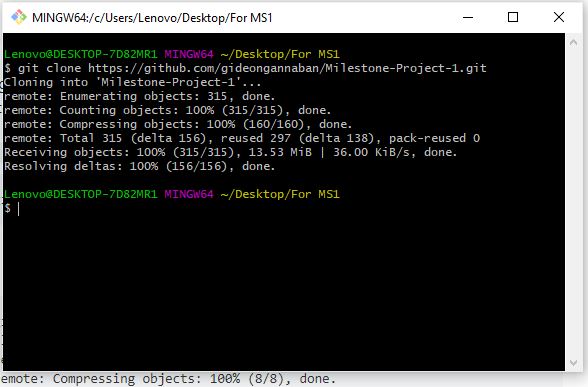 MINGW64:/c/Users/Lenovo/Desktop/For MS1
Lenovo@DESKTOP-7D82MR1 MINGW64 ~/Desktop/For MS1
$ git clone https://github.com/gideongannaban/Milestone-Project-1.git
Cloning into 'Milestone-Project-1'...
remote: Enumerating objects: 315, done.
remote: Counting objects: 100% (315/315), done.
remote: Compressing objects: 100% (160/160), done.
remote: Total 315 (delta 156), reused 297 (delta 138), pack-reused 0
Receiving objects: 100% (315/315), 13.53 MiB | 36.00 KiB/s, done.
Resolving deltas: 100% (156/156), done.
Lenovo@DESKTOP-7D82MR1 MINGW64 ~/Desktop/For MS1
$
emote: Compressing objects: 100% (8/8), done.